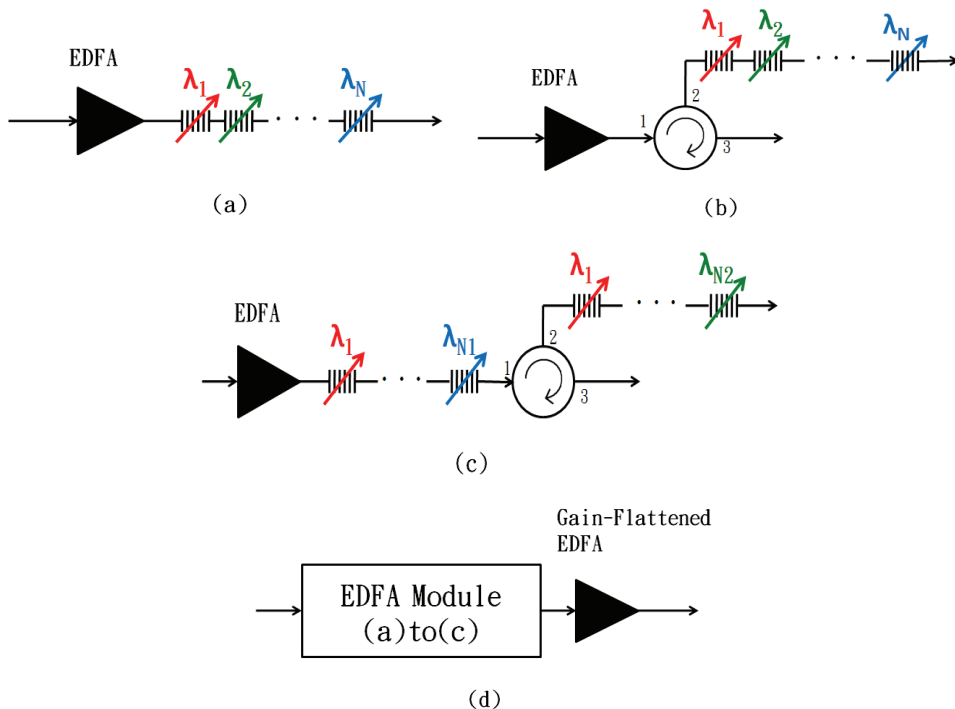 EDFA
λ1
λ2
λN
· · ·
(a)
EDFA
λ1
λ2
λN
· · ·
1
2
3
(b)
EDFA
λ1
λN1
· · ·
λ1
λN2
· · ·
1
2
3
(c)
Gain-Flattened
EDFA
EDFA Module
(a)to(c)
(d)